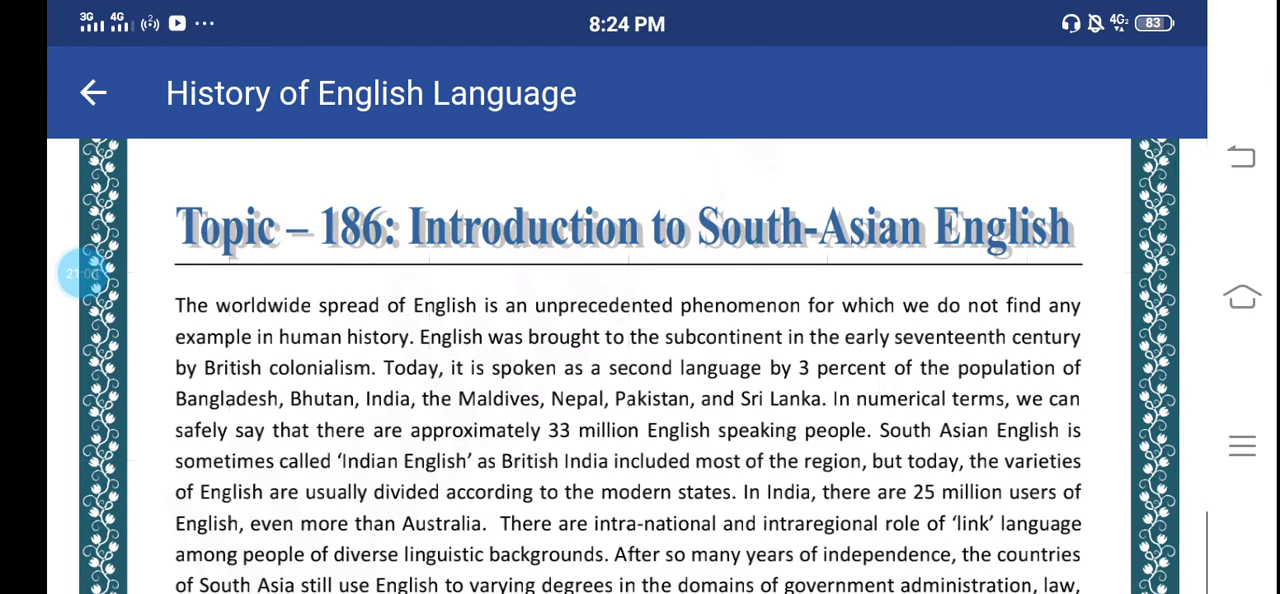 3G 4G 8:24 PM 4G2 83
History of English Language
Topic – 186: Introduction to South-Asian English
21:06
The worldwide spread of English is an unprecedented phenomenon for which we do not find any
example in human history. English was brought to the subcontinent in the early seventeenth century
by British colonialism. Today, it is spoken as a second language by 3 percent of the population of
Bangladesh, Bhutan, India, the Maldives, Nepal, Pakistan, and Sri Lanka. In numerical terms, we can
safely say that there are approximately 33 million English speaking people. South Asian English is
sometimes called ‘Indian English’ as British India included most of the region, but today, the varieties
of English are usually divided according to the modern states. In India, there are 25 million users of
English, even more than Australia. There are intra-national and intraregional role of ‘link’ language
among people of diverse linguistic backgrounds. After so many years of independence, the countries
of South Asia still use English to varying degrees in the domains of government administration, law,